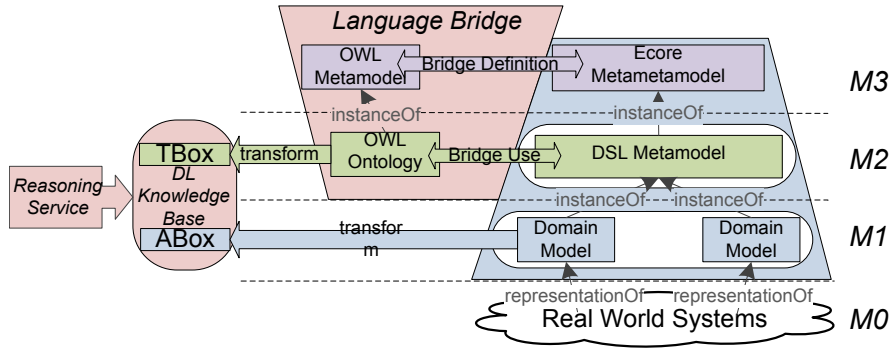 Language Bridge
OWL
Metamodel
Bridge Definition
Ecore
Metametamodel
M3
instanceOf
instanceOf
TBox
transform
OWL
Ontology
Bridge Use
DSL Metamodel
M2
DL
Knowledge
Base
Reasoning
Service
instanceOf
instanceOf
ABox
transfor
m
Domain
Model
Domain
Model
M1
representationOf
representationOf
Real World Systems
M0